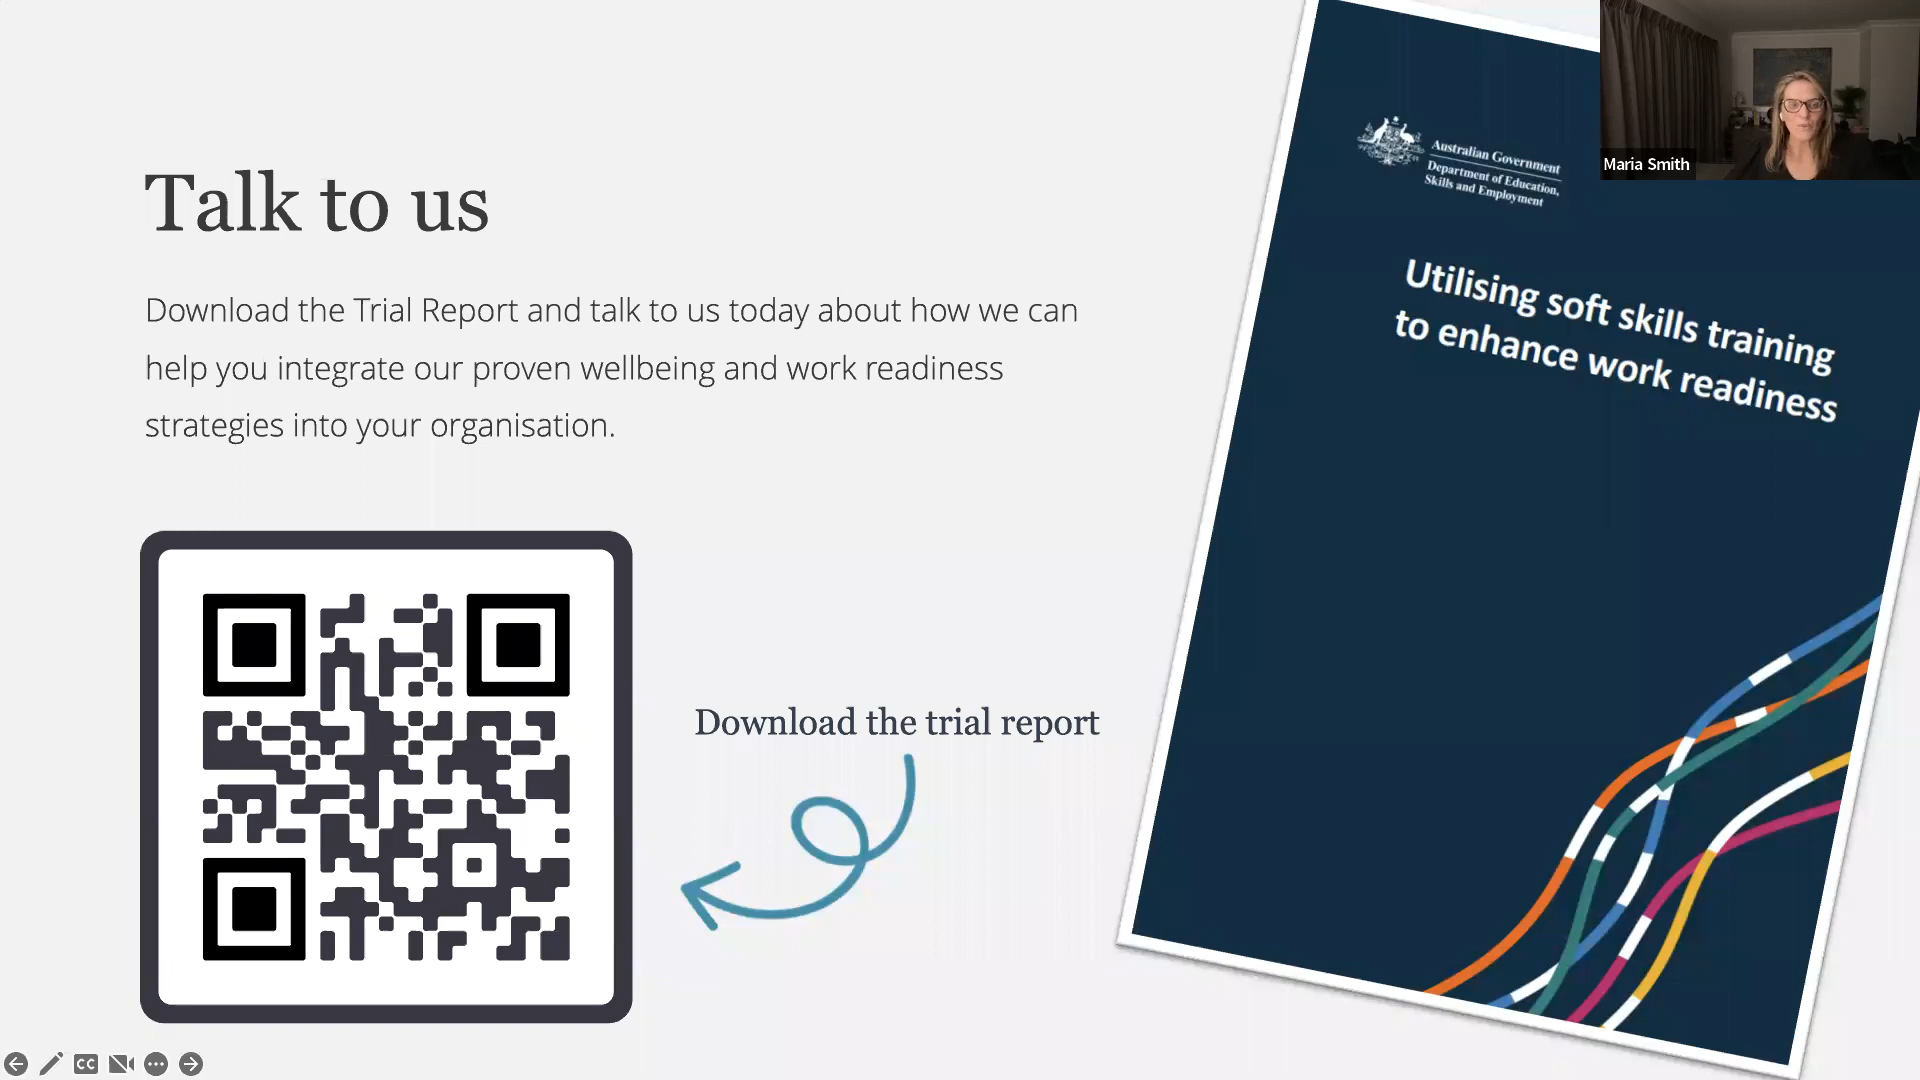 Talk to us
Download the Trial Report and talk to us today about how we can
help you integrate our proven wellbeing and work readiness
strategies into your organisation.
Download the trial report
Australian Government
Department of Education,
Skills and Employment
Utilising soft skills training
to enhance work readiness
Maria Smith
CC